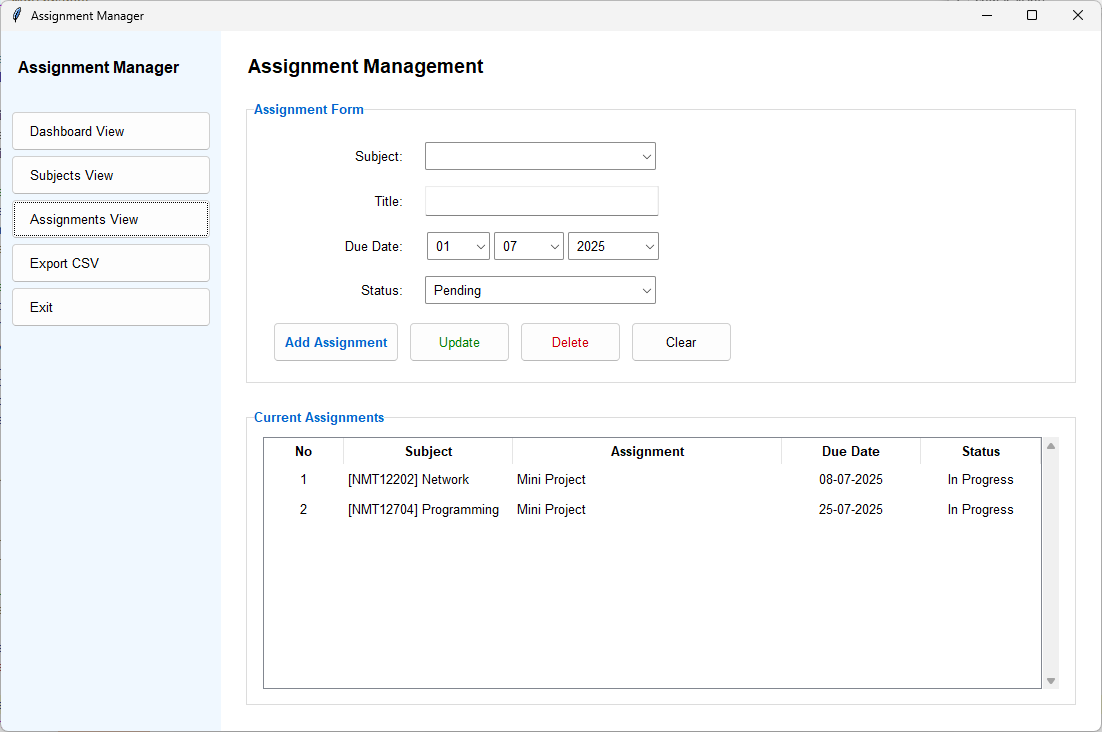 Assignment Manager
Assignment Manager
Dashboard View
Subjects View
Assignments View
Export CSV
Exit
Assignment Management
Assignment Form
Subject:
Title:
Due Date: 01 07 2025
Status: Pending
Add Assignment Update Delete Clear
Current Assignments
No Subject Assignment Due Date Status
1 [NMT12202] Network Mini Project 08-07-2025 In Progress
2 [NMT12704] Programming Mini Project 25-07-2025 In Progress